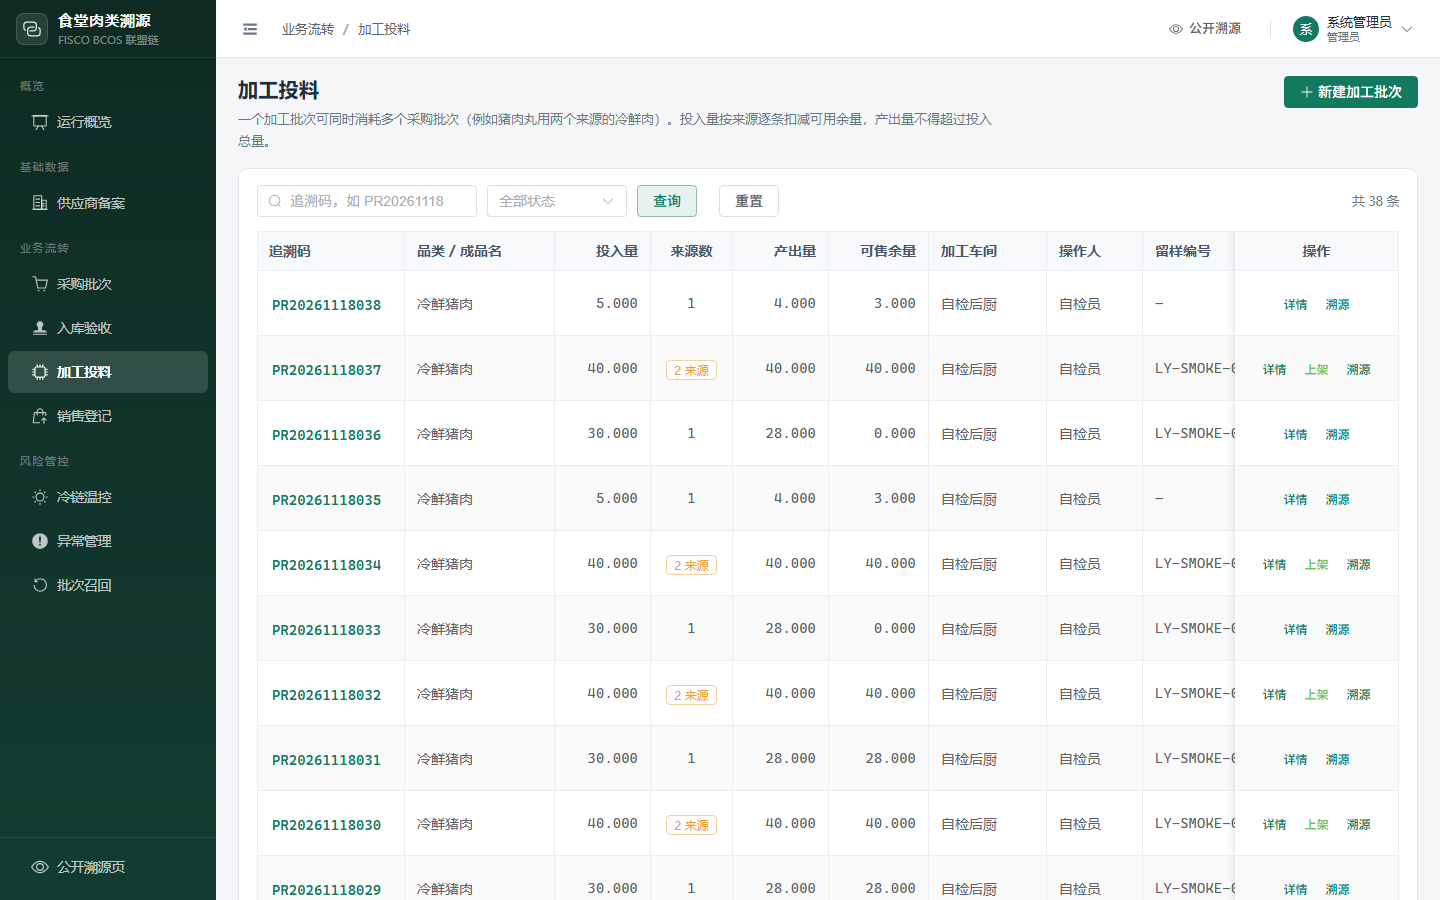 食堂肉类溯源
FISCO BCOS 联盟链
概览
运行概览
基础数据
供应商备案
业务流转
采购批次
入库验收
加工投料
销售登记
风险管控
冷链温控
异常管理
批次召回
公开溯源页
业务流转 / 加工投料
公开溯源
系
系统管理员
管理员
加工投料
一个加工批次可同时消耗多个采购批次（例如猪肉丸用两个来源的冷鲜肉）。投入量按来源逐条扣减可用余量，产出量不得超过投入
总量。
新建加工批次
追溯码，如 PR20261118
全部状态
查询
重置
共 38 条
追溯码 品类 / 成品名 投入量 来源数 产出量 可售余量 加工车间 操作人 留样编号 操作
PR20261118038 冷鲜猪肉 5.000 1 4.000 3.000 自检后厨 自检员 — 详情 溯源
PR20261118037 冷鲜猪肉 40.000 2 来源 40.000 40.000 自检后厨 自检员 LY-SMOKE- 详情 上架 溯源
PR20261118036 冷鲜猪肉 30.000 1 28.000 0.000 自检后厨 自检员 LY-SMOKE- 详情 溯源
PR20261118035 冷鲜猪肉 5.000 1 4.000 3.000 自检后厨 自检员 — 详情 溯源
PR20261118034 冷鲜猪肉 40.000 2 来源 40.000 40.000 自检后厨 自检员 LY-SMOKE- 详情 上架 溯源
PR20261118033 冷鲜猪肉 30.000 1 28.000 0.000 自检后厨 自检员 LY-SMOKE- 详情 溯源
PR20261118032 冷鲜猪肉 40.000 2 来源 40.000 40.000 自检后厨 自检员 LY-SMOKE- 详情 上架 溯源
PR20261118031 冷鲜猪肉 30.000 1 28.000 28.000 自检后厨 自检员 LY-SMOKE- 详情 溯源
PR20261118030 冷鲜猪肉 40.000 2 来源 40.000 40.000 自检后厨 自检员 LY-SMOKE- 详情 上架 溯源
PR20261118029 冷鲜猪肉 30.000 1 28.000 28.000 自检后厨 自检员 LY-SMOKE- 详情 溯源